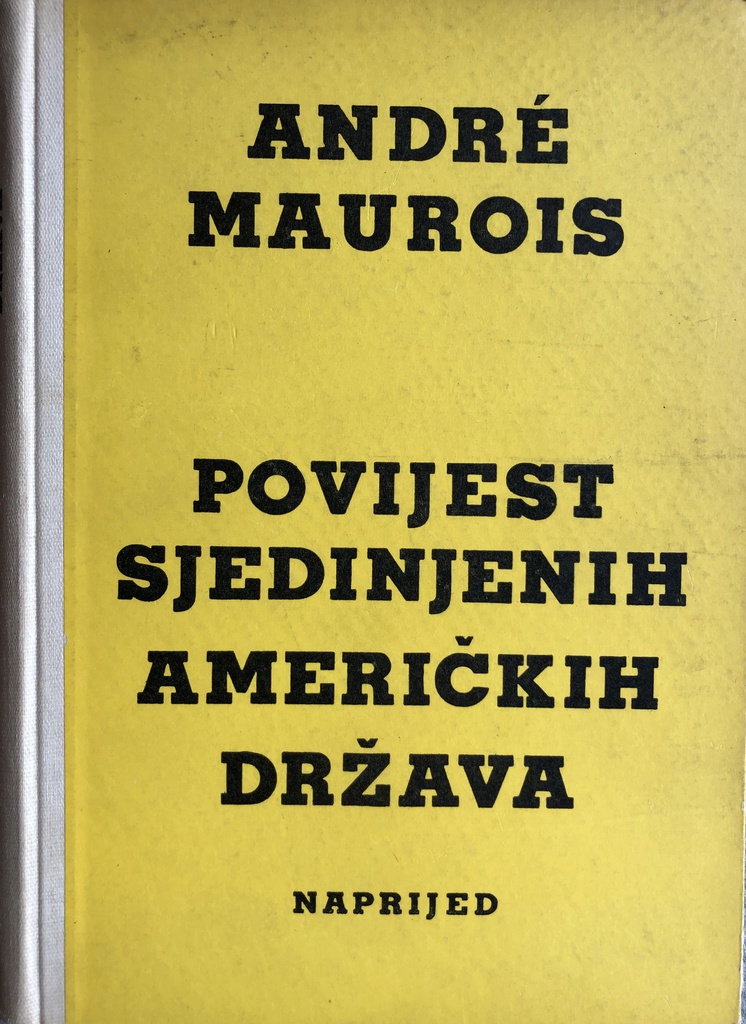 ANDRÉ
MAUROIS
POVIJEST
SJEDINJENIH
AMERIČKIH
DRŽAVA
NAPRIJED